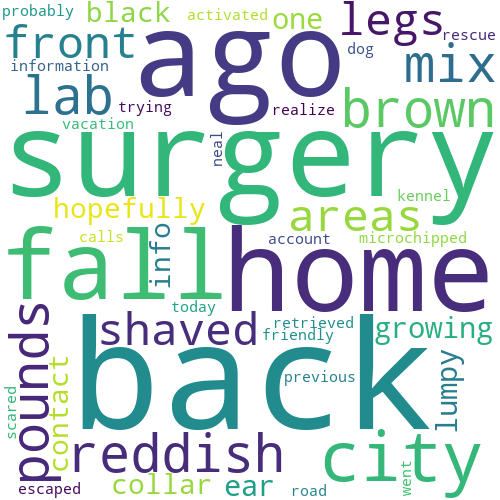 probably
black
activated
one
legs
rescue
front
ago
dog
mix
information
lab
trying
realize
brown
vacation
surgery
neal
kennel
hopefully
areas
calls
info
account
microchipped
fall
home
today
pounds
shaved
retrieved
friendly
growing
back
previous
lumpy
contact
scared
reddish
city
collar
ear
road
went
escaped